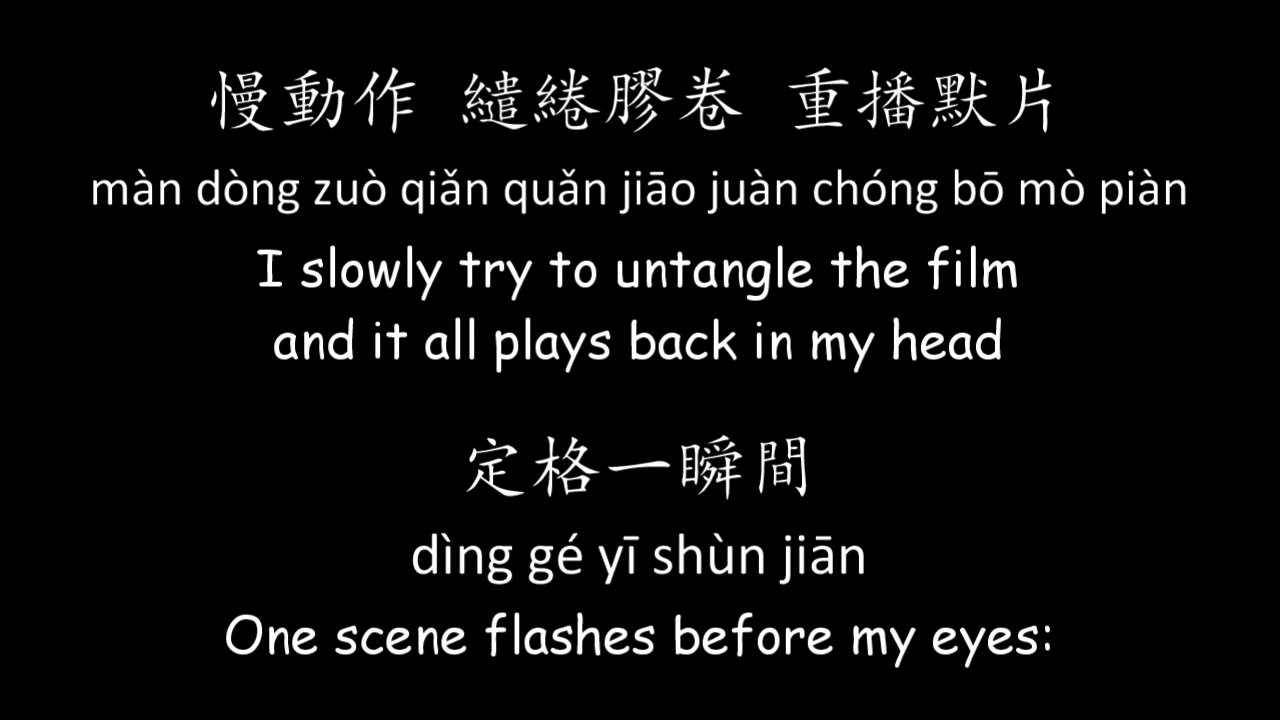 慢動作 繾綣膠卷 重播默片
màn dòng zuò qiǎn quǎn jiāo juàn chóng bō mò piàn
I slowly try to untangle the film
and it all plays back in my head
定格一瞬間
dìng gé yī shùn jiān
One scene flashes before my eyes: